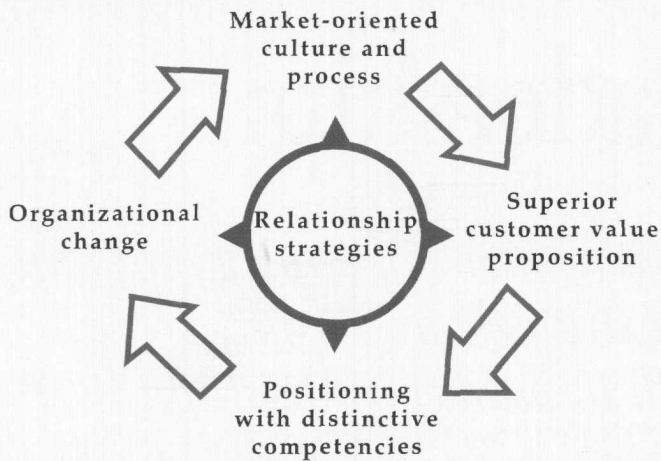 Market-oriented
culture and
process
Organizational
change
Relationship
strategies
Superior
customer value
proposition
Positioning
with distinctive
competencies